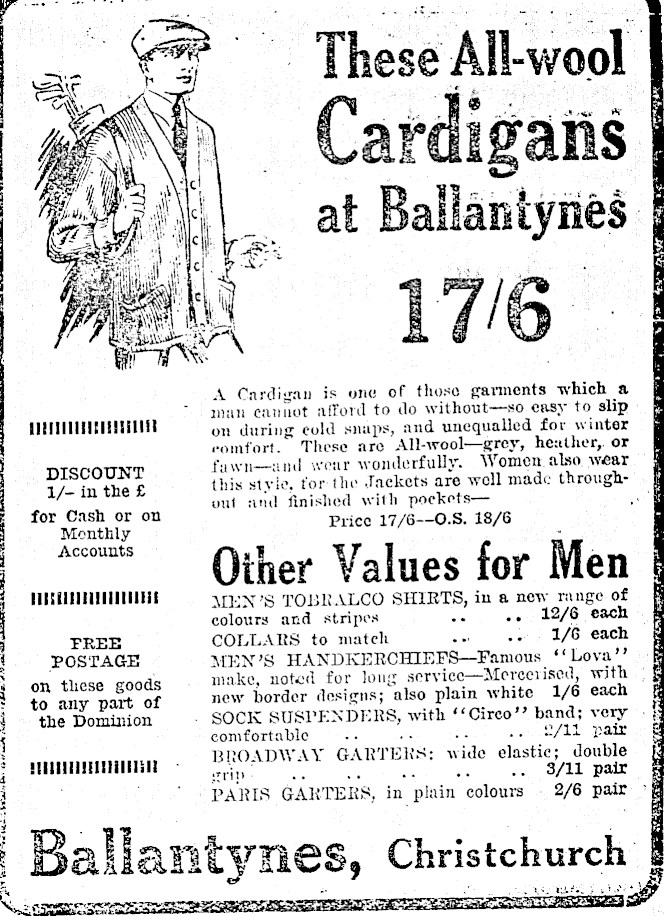 These All-wool
Cardigans
at Ballantynes
17/6
A Cardigan is one of those garments which a
man cannot afford to do without—so easy to slip
on during cold snaps, and unequalled for winter
comfort. These are All-wool—grey, heather, or
fawn—and wear wonderfully. Women also wear
this style, for the Jackets are well made through-
out and finished with pockets—
Price 17/6--O.S. 18/6
DISCOUNT
1/- in the £
for Cash or on
Monthly
Accounts
FREE
POSTAGE
on these goods
to any part of
the Dominion
Other Values for Men
MEN'S TOBRALCO SHIRTS, in a new range of
colours and stripes .. .. 12/6 each
COLLARS to match .. .. 1/6 each
MEN'S HANDKERCHIEFS—Famous "Lova"
make, noted for long service—Mercerised, with
new border designs; also plain white 1/6 each
SOCK SUSPENDERS, with "Circo" band; very
comfortable .. .. .. .. 2/11 pair
BROADWAY GARTERS: wide elastic; double
grip .. .. .. .. .. 3/11 pair
PARIS GARTERS, in plain colours 2/6 pair
Ballantynes, Christchurch